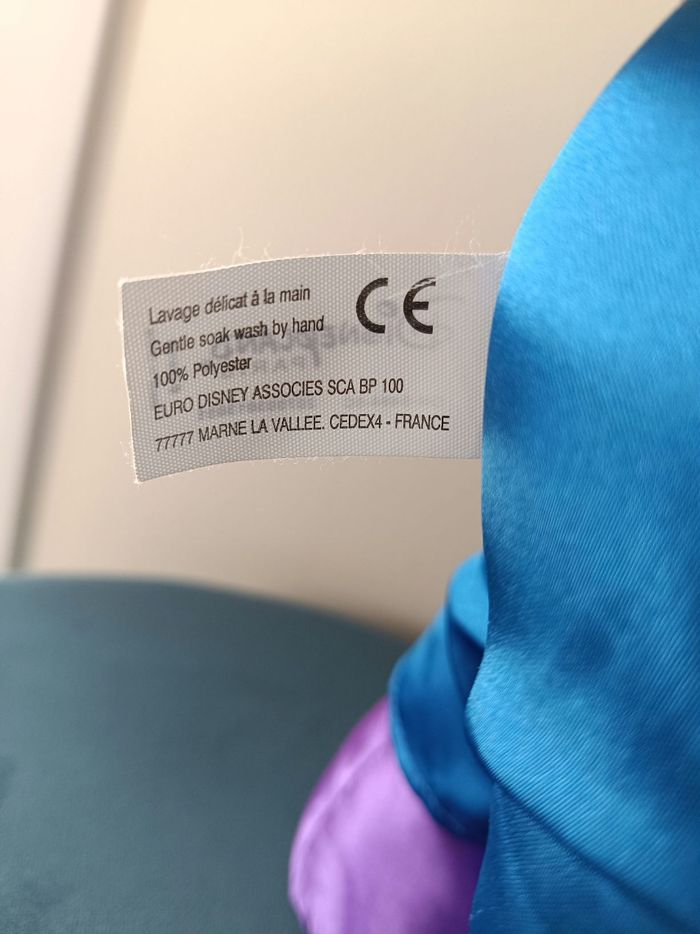 Lavage délicat à la main
Gentle soak wash by hand
CE
100% Polyester
EURO DISNEY ASSOCIES SCA BP 100
77777 MARNE LA VALLEE. CEDEX4 - FRANCE